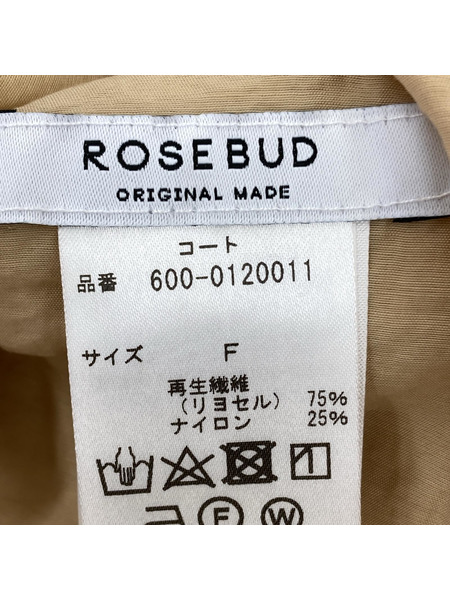 ROSEBUD
ORIGINAL MADE
コート
品番 600-0120011
サイズ F
再生繊維
(リヨセル) 75%
ナイロン 25%
F W